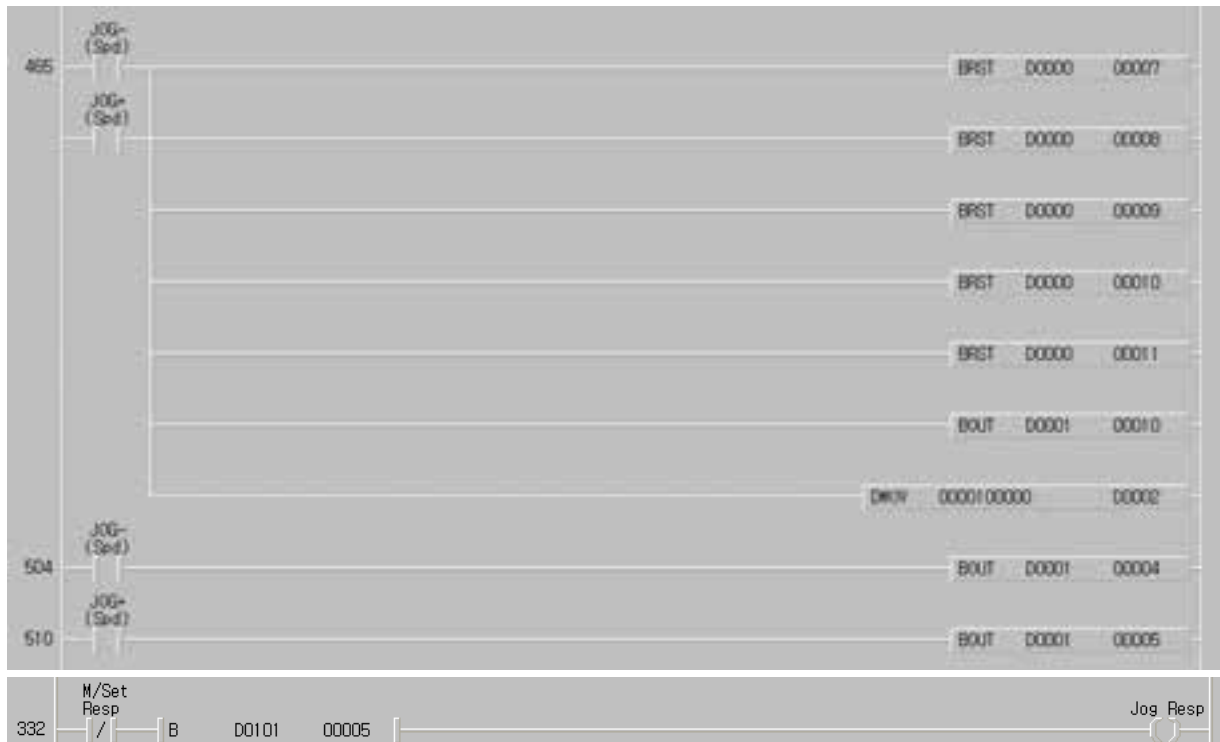 JOG-
(Spd)
465 BRST D0000 00007
JOG+
(Spd)
BRST D0000 00008
BRST D0000 00009
BRST D0000 00010
BRST D0000 00011
BOUT D0001 00010
DMOV 0000100000 D0002
JOG-
(Spd)
504 BOUT D0001 00004
JOG+
(Spd)
510 BOUT D0001 00005
M/Set
Resp Jog Resp
332 / B D0101 00005